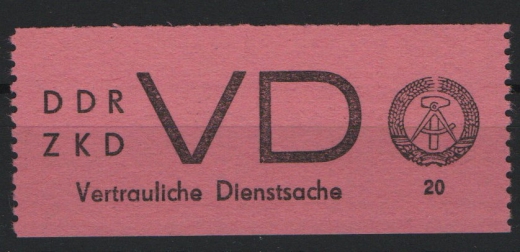 DDR
ZKD
VD
Vertrauliche Dienstsache
20